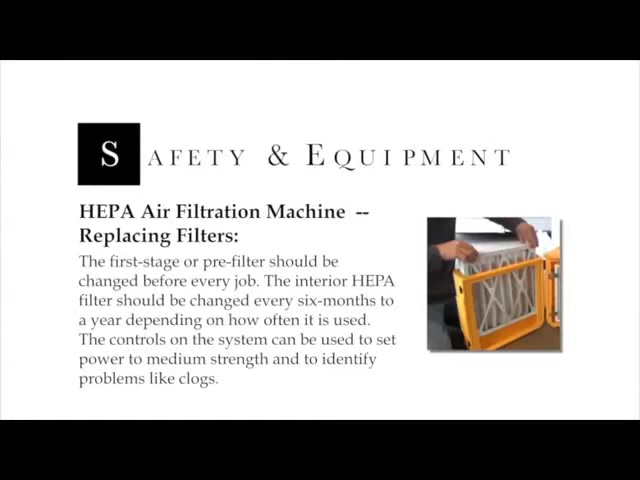 SAFETY & EQUIPMENT
HEPA Air Filtration Machine --
Replacing Filters:
The first-stage or pre-filter should be
changed before every job. The interior HEPA
filter should be changed every six-months to
a year depending on how often it is used.
The controls on the system can be used to set
power to medium strength and to identify
problems like clogs.